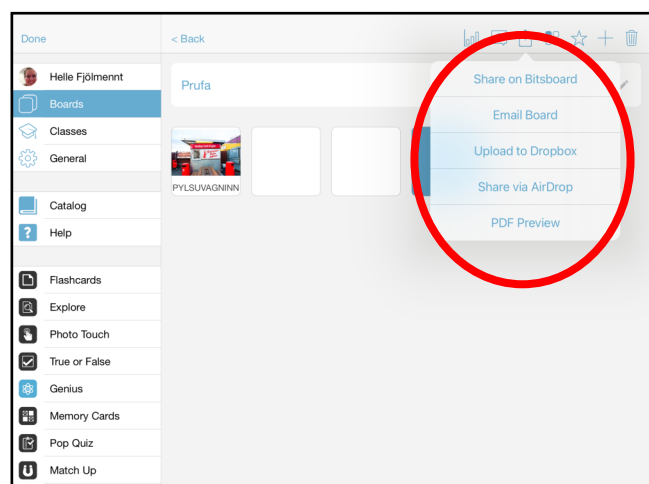 Done
< Back
Helle Fjölmennt
Boards
Classes
General
Catalog
? Help
Flashcards
Explore
Photo Touch
True or False
Genius
Memory Cards
Pop Quiz
Match Up
Prufa
PYLSUVAGNINN
Share on Bitsboard
Email Board
Upload to Dropbox
Share via AirDrop
PDF Preview